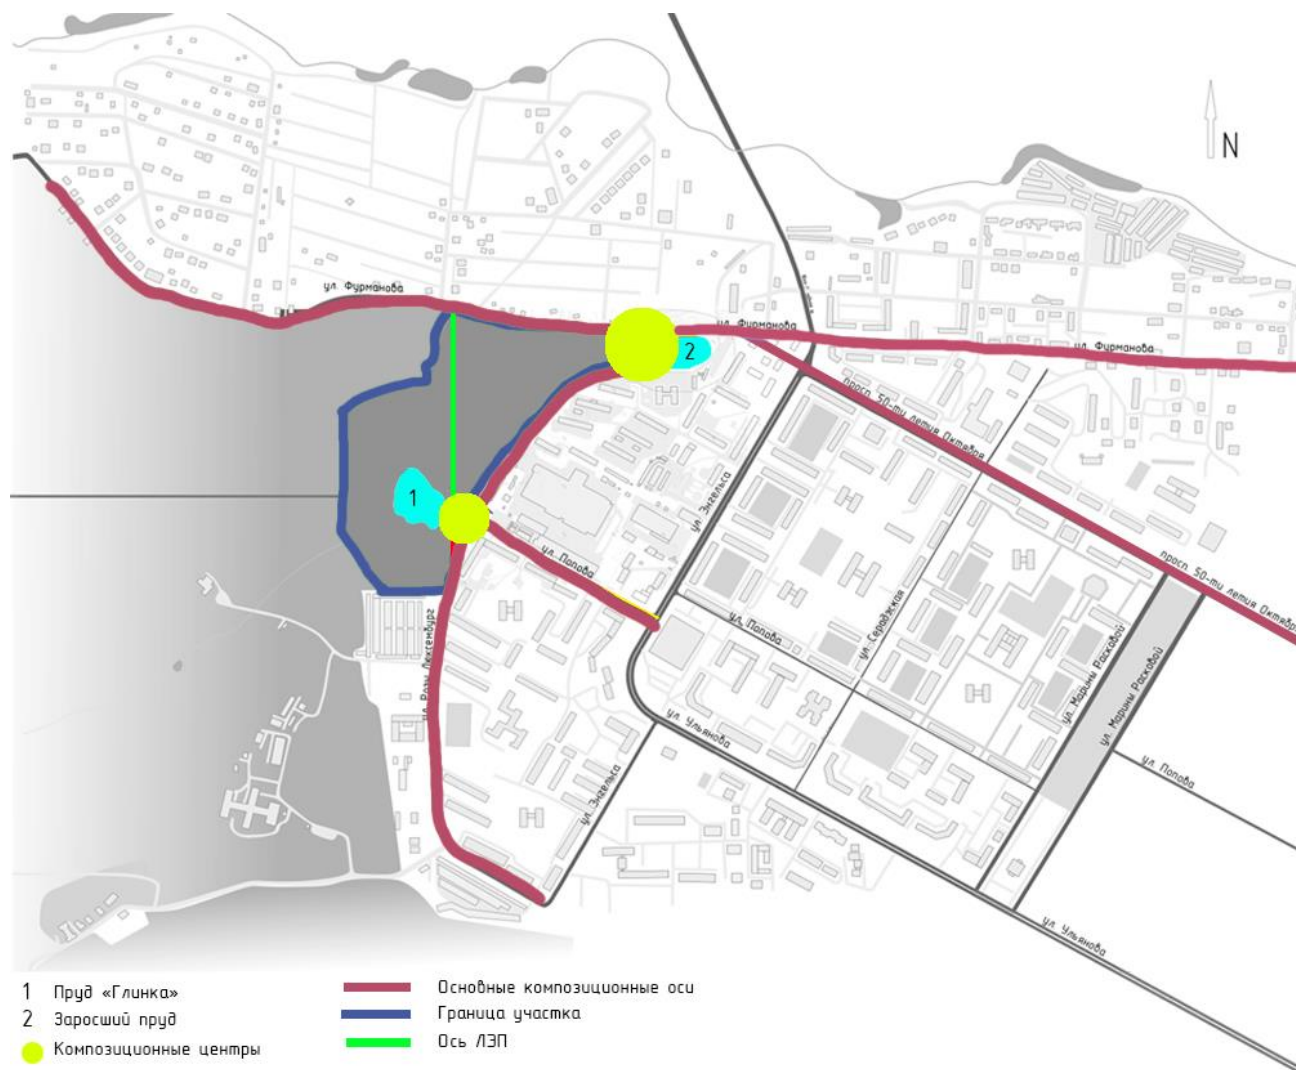 N
ул. Фурманова
ул. Фурманова
ул. Фурманова
2
просп. 50-ти летия Октября
1
ул. Энгельса
ул. Попова
просп. 50-ти летия Октября
ул. Попова
ул. Серафжская
ул. Марины Расковой
ул. Марины Расковой
ул. Розы Люксембург
ул. Ульянова
ул. Энгельса
ул. Попова
ул. Ульянова
1 Пруд «Глинка»
2 Заросший пруд
Композиционные центры
Основные композиционные оси
Граница участка
Ось ЛЭП